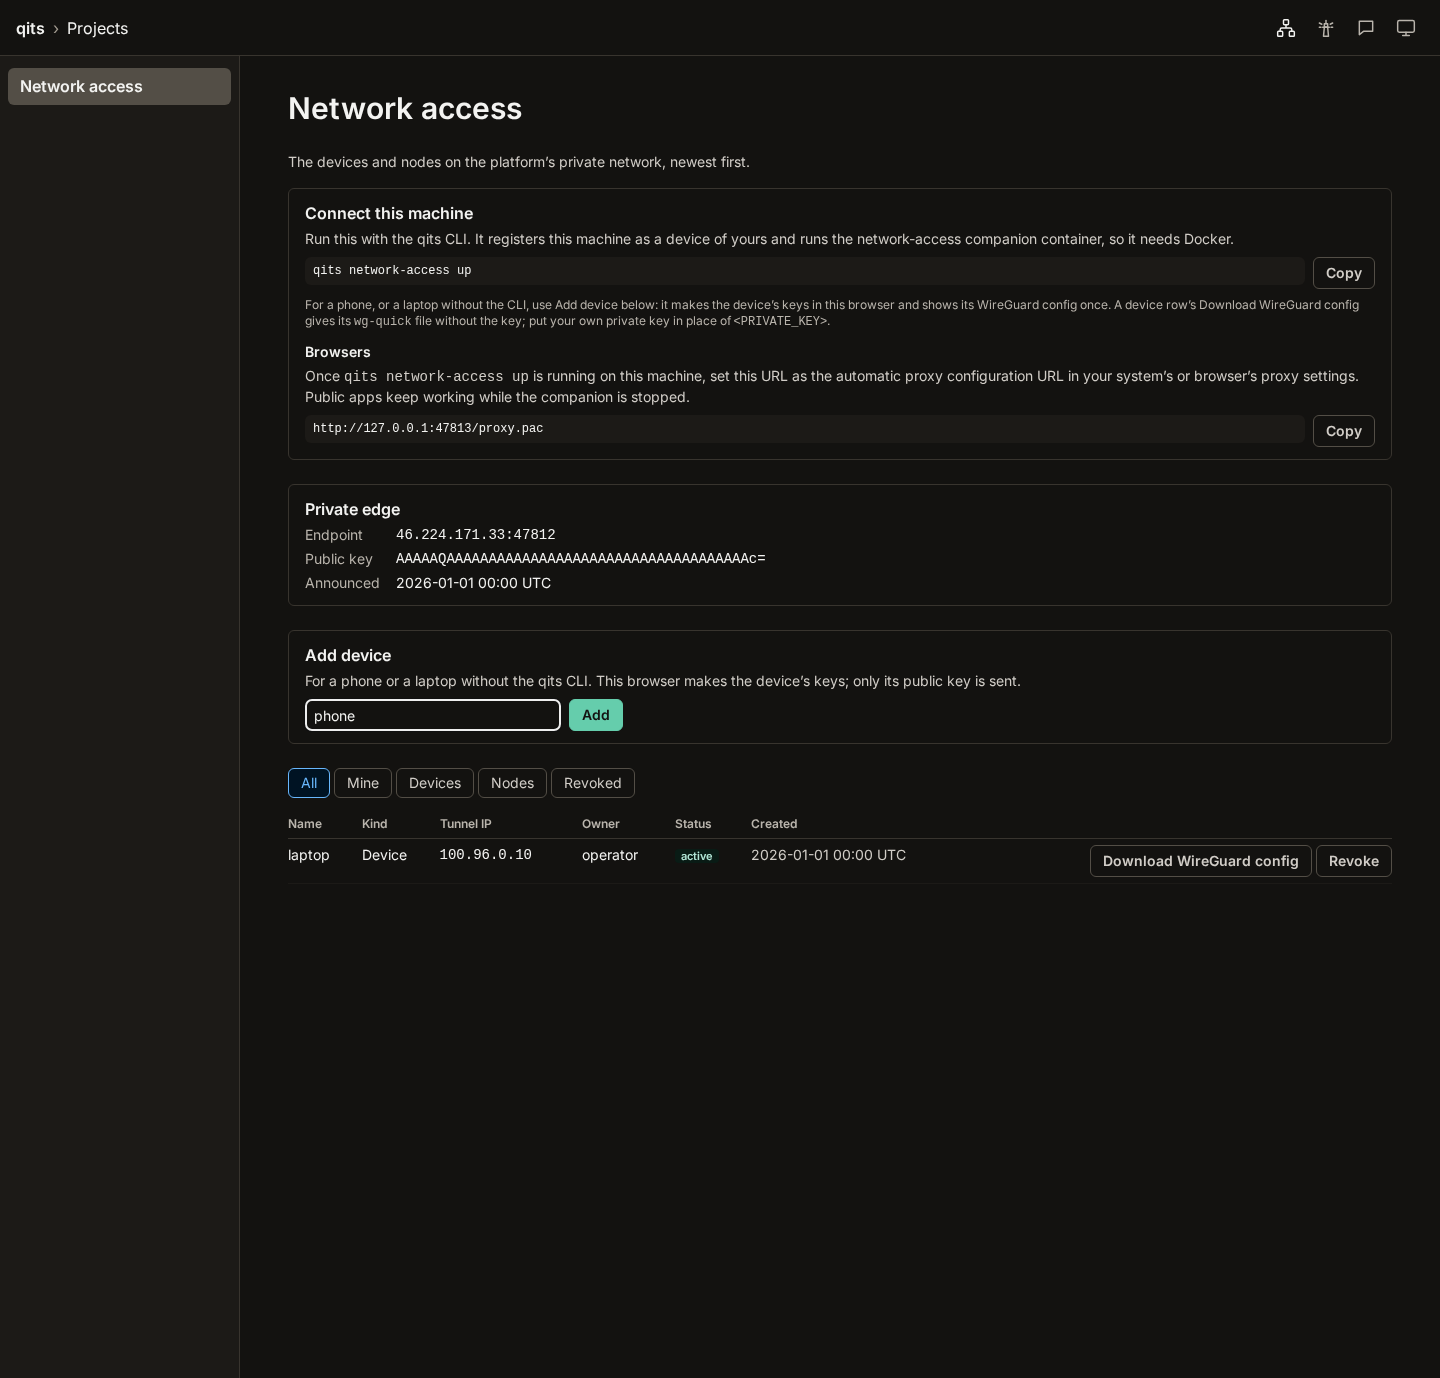 qits › Projects
Network access
Network access
The devices and nodes on the platform’s private network, newest first.
Connect this machine
Run this with the qits CLI. It registers this machine as a device of yours and runs the network-access companion container, so it needs Docker.
qits network-access up
Copy
For a phone, or a laptop without the CLI, use Add device below: it makes the device’s keys in this browser and shows its WireGuard config once. A device row’s Download WireGuard config
gives its wg-quick file without the key; put your own private key in place of <PRIVATE_KEY>.
Browsers
Once qits network-access up is running on this machine, set this URL as the automatic proxy configuration URL in your system’s or browser’s proxy settings.
Public apps keep working while the companion is stopped.
http://127.0.0.1:47813/proxy.pac
Copy
Private edge
Endpoint 46.224.171.33:47812
Public key AAAAAQAAAAAAAAAAAAAAAAAAAAAAAAAAAAAAAAAAAAc=
Announced 2026-01-01 00:00 UTC
Add device
For a phone or a laptop without the qits CLI. This browser makes the device’s keys; only its public key is sent.
phone Add
All Mine Devices Nodes Revoked
Name Kind Tunnel IP Owner Status Created
laptop Device 100.96.0.10 operator active 2026-01-01 00:00 UTC Download WireGuard config Revoke